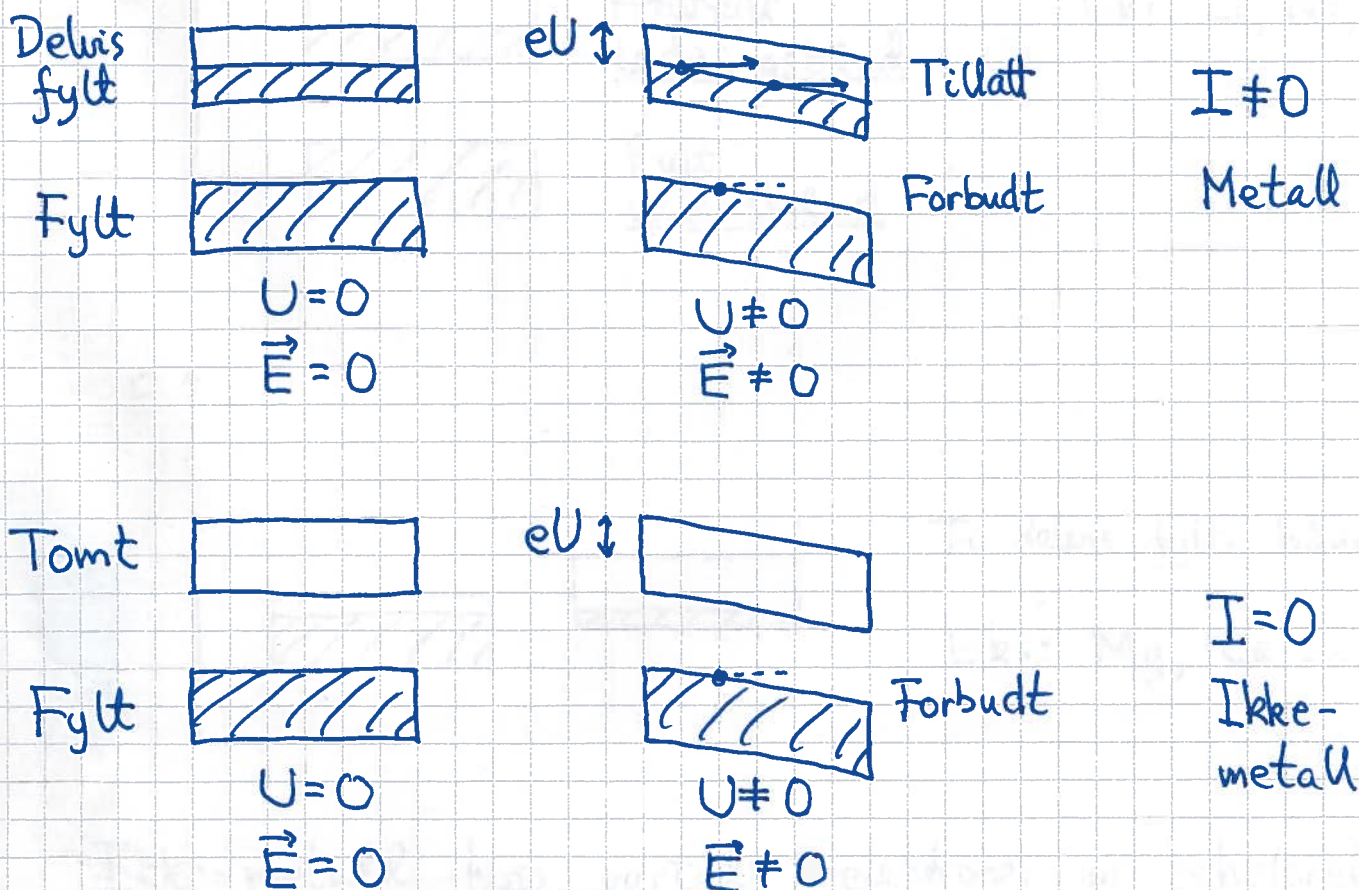 Delvis
fylt
eU
Tillatt
I ≠ 0
Fylt
Forbudt
Metall
U = 0
U ≠ 0
E⃗ = 0
E⃗ ≠ 0
Tomt
eU
I = 0
Fylt
Forbudt
Ikke-
metall
U = 0
U ≠ 0
E⃗ = 0
E⃗ ≠ 0